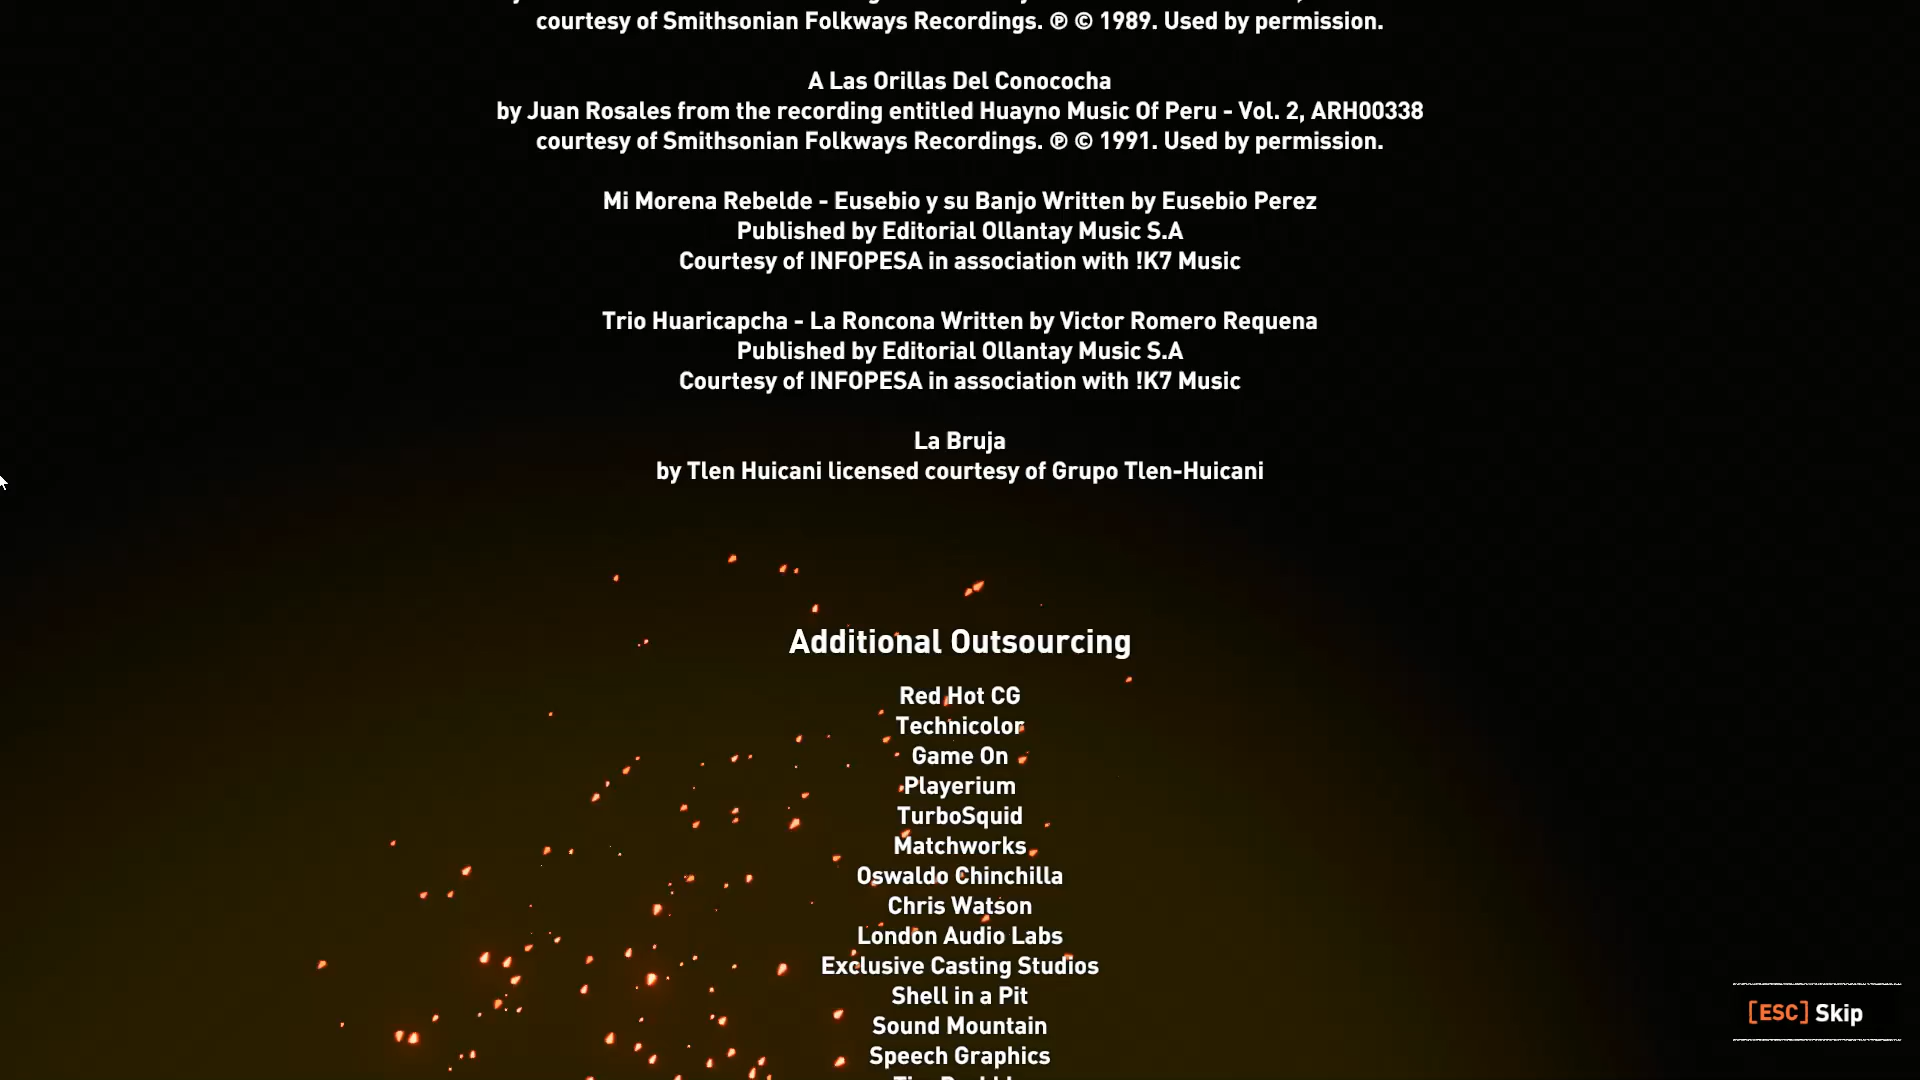 courtesy of Smithsonian Folkways Recordings. ℗ © 1989. Used by permission.
A Las Orillas Del Conococha
by Juan Rosales from the recording entitled Huayno Music Of Peru - Vol. 2, ARH00338
courtesy of Smithsonian Folkways Recordings. ℗ © 1991. Used by permission.
Mi Morena Rebelde - Eusebio y su Banjo Written by Eusebio Perez
Published by Editorial Ollantay Music S.A
Courtesy of INFOPESA in association with !K7 Music
Trio Huaricapcha - La Roncona Written by Victor Romero Requena
Published by Editorial Ollantay Music S.A
Courtesy of INFOPESA in association with !K7 Music
La Bruja
by Tlen Huicani licensed courtesy of Grupo Tlen-Huicani
Additional Outsourcing
Red Hot CG
Technicolor
Game On
Playerium
TurboSquid
Matchworks
Oswaldo Chinchilla
Chris Watson
London Audio Labs
Exclusive Casting Studios
Shell in a Pit
Sound Mountain
Speech Graphics
[ESC] Skip